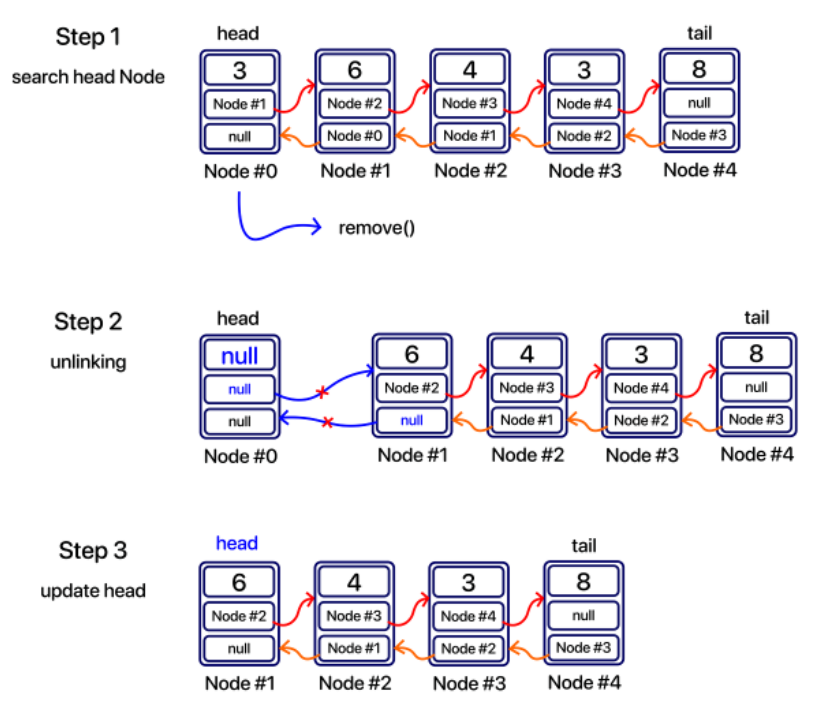 Step 1
search head Node
head
tail
3
6
4
3
8
Node #1
Node #2
Node #3
Node #4
null
null
Node #0
Node #1
Node #2
Node #3
Node #0
Node #1
Node #2
Node #3
Node #4
remove()
Step 2
unlinking
head
tail
null
6
4
3
8
null
Node #2
Node #3
Node #4
null
null
null
Node #1
Node #2
Node #3
Node #0
Node #1
Node #2
Node #3
Node #4
Step 3
update head
head
tail
6
4
3
8
Node #2
Node #3
Node #4
null
null
Node #1
Node #2
Node #3
Node #1
Node #2
Node #3
Node #4